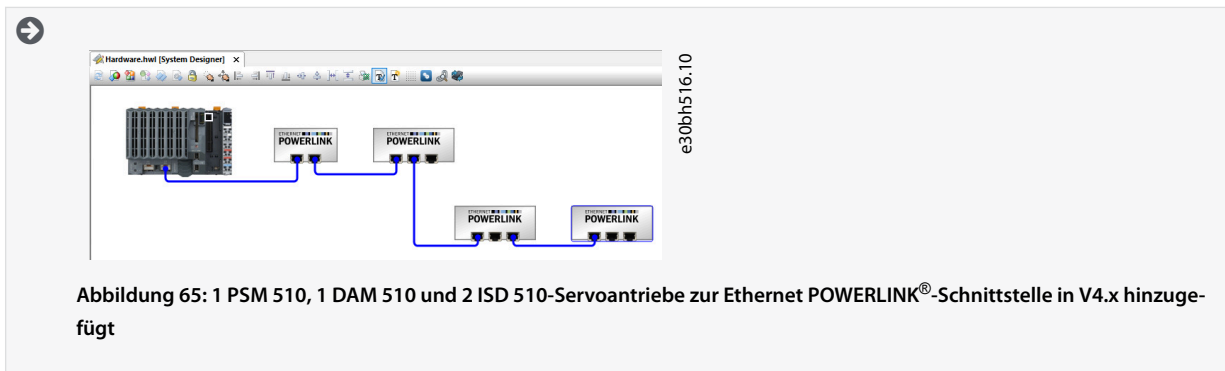 Hardware.hwl [System Designer] x
e30bh516.10
ETHERNET
POWERLINK
ETHERNET
POWERLINK
ETHERNET
POWERLINK
ETHERNET
POWERLINK
Abbildung 65: 1 PSM 510, 1 DAM 510 und 2 ISD 510-Servoantriebe zur Ethernet POWERLINK®-Schnittstelle in V4.x hinzuge-
fügt